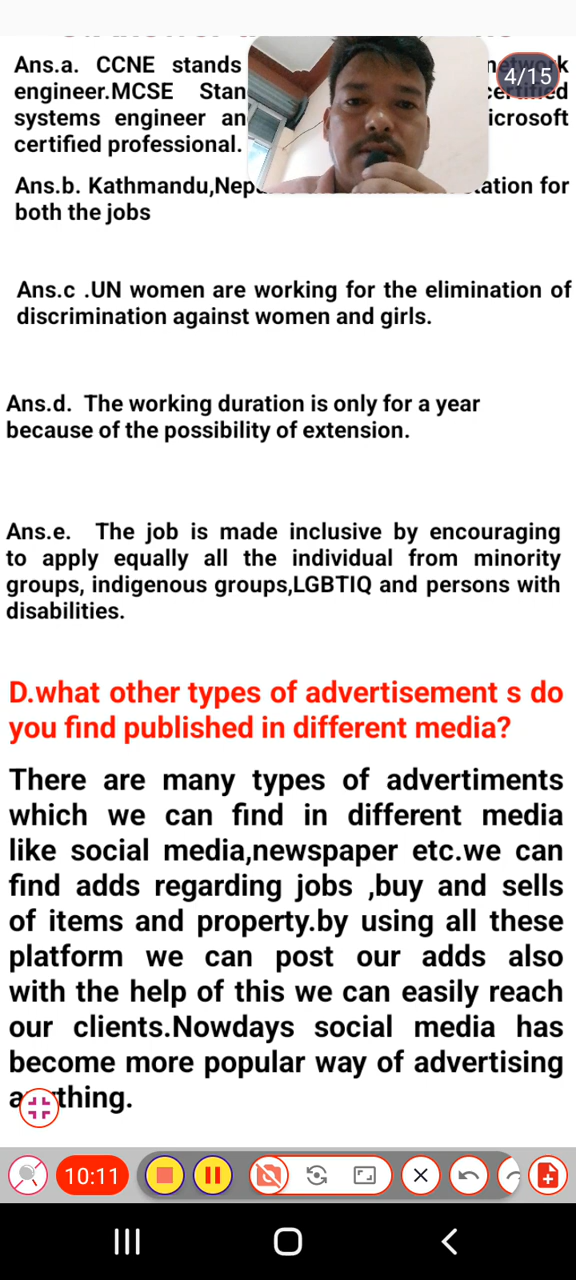 Ans.a. CCNE stands network
4/15
engineer.MCSE Stan certified
systems engineer an icrosoft
certified professional.
Ans.b. Kathmandu,Nep ation for
both the jobs
Ans.c .UN women are working for the elimination of
discrimination against women and girls.
Ans.d. The working duration is only for a year
because of the possibility of extension.
Ans.e. The job is made inclusive by encouraging
to apply equally all the individual from minority
groups, indigenous groups,LGBTIQ and persons with
disabilities.
D.what other types of advertisement s do
you find published in different media?
There are many types of advertiments
which we can find in different media
like social media,newspaper etc.we can
find adds regarding jobs ,buy and sells
of items and property.by using all these
platform we can post our adds also
with the help of this we can easily reach
our clients.Nowdays social media has
become more popular way of advertising
a thing.
10:11